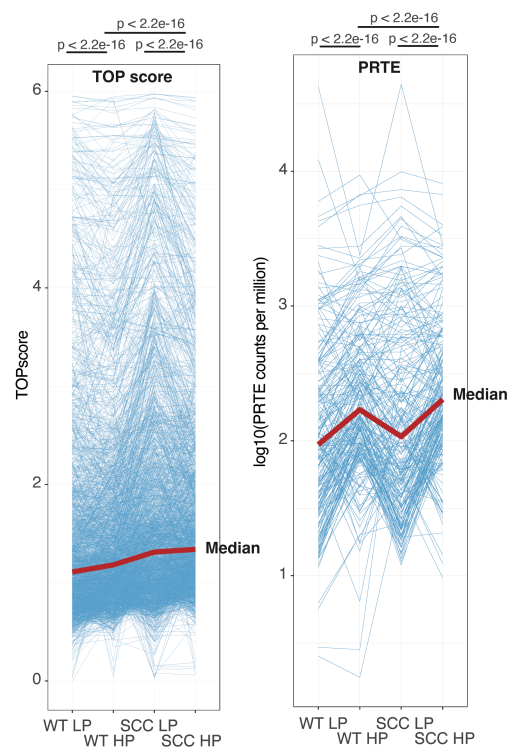 p < 2.2e-16
p < 2.2e-16 p < 2.2e-16
TOP score
6
4
2
0
TOPscore
Median
WT LP
WT HP
SCC LP
SCC HP
p < 2.2e-16
p < 2.2e-16 p < 2.2e-16
PRTE
4
3
2
1
log10(PRTE counts per million)
Median
WT LP
WT HP
SCC LP
SCC HP